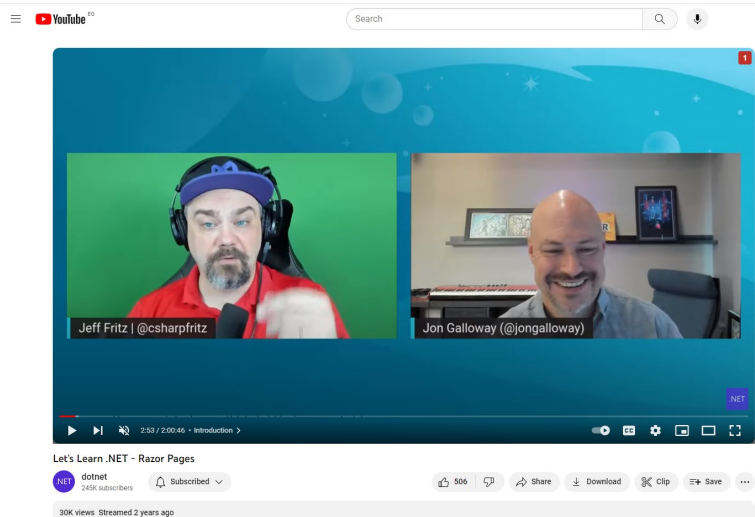 YouTube EG
Search
1
R
Jeff Fritz | @csharpfritz
Jon Galloway (@jongalloway)
.NET
2:53 / 2:00:46 • Introduction >
CC
Let's Learn .NET - Razor Pages
.NET
dotnet
245K subscribers
Subscribed
506
Share
Download
Clip
Save
30K views Streamed 2 years ago